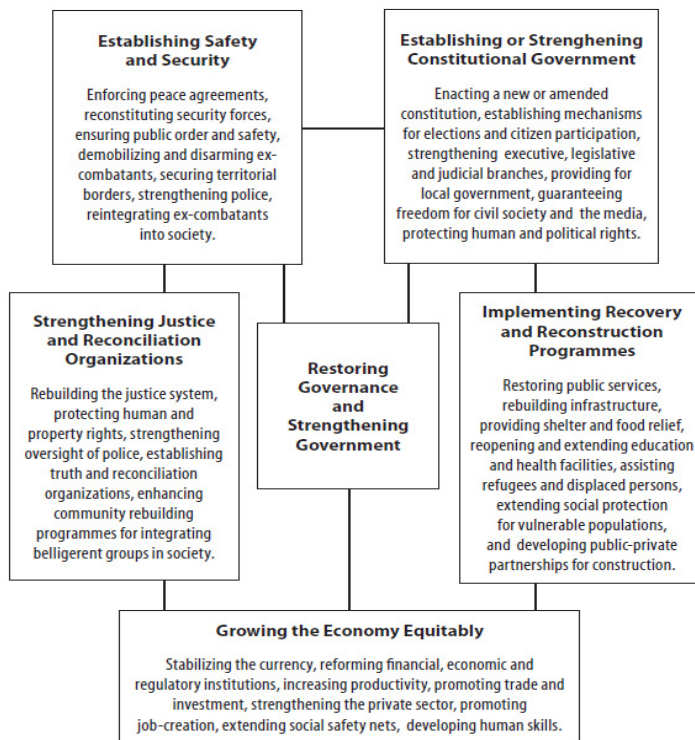 Establishing Safety
and Security
Enforcing peace agreements,
reconstituting security forces,
ensuring public order and safety,
demobilizing and disarming ex-
combatants, securing territorial
borders, strengthening police,
reintegrating ex-combatants
into society.
Establishing or Strengthening
Constitutional Government
Enacting a new or amended
constitution, establishing mechanisms
for elections and citizen participation,
strengthening executive, legislative
and judicial branches, providing for
local government, guaranteeing
freedom for civil society and the media,
protecting human and political rights.
Strengthening Justice
and Reconciliation
Organizations
Rebuilding the justice system,
protecting human and
property rights, strengthening
oversight of police, establishing
truth and reconciliation
organizations, enhancing
community rebuilding
programmes for integrating
belligerent groups in society.
Restoring
Governance
and
Strengthening
Government
Implementing Recovery
and Reconstruction
Programmes
Restoring public services,
rebuilding infrastructure,
providing shelter and food relief,
reopening and extending education
and health facilities, assisting
refugees and displaced persons,
extending social protection
for vulnerable populations,
and developing public-private
partnerships for construction.
Growing the Economy Equitably
Stabilizing the currency, reforming financial, economic and
regulatory institutions, increasing productivity, promoting trade and
investment, strengthening the private sector, promoting
job-creation, extending social safety nets, developing human skills.